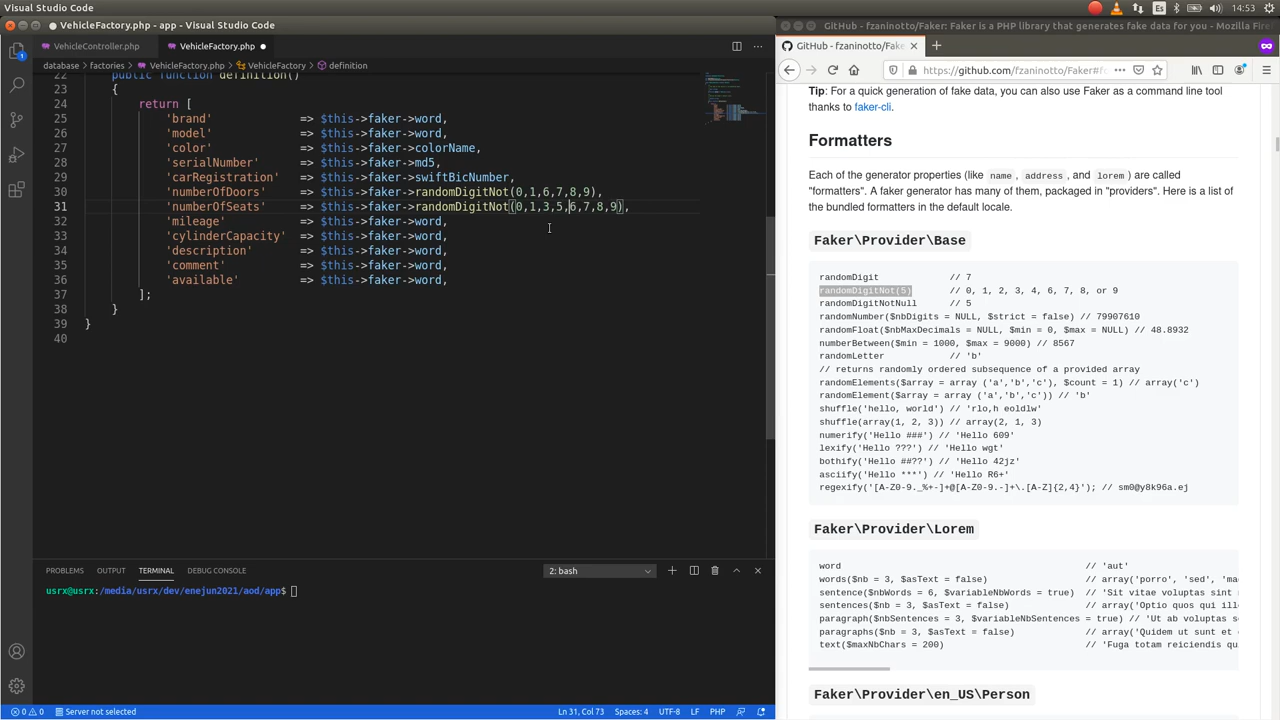 Visual Studio Code
Es
14:53
VehicleFactory.php - app - Visual Studio Code
GitHub - fzaninotto/Faker: Faker is a PHP library that generates fake data for you - Mozilla Firef
VehicleController.php
VehicleFactory.php
GitHub - fzaninotto/Fake
database > factories > VehicleFactory.php > VehicleFactory > definition
https://github.com/fzaninotto/Faker#f
22 public function definition()
23 {
24 return [
25 'brand' => $this->faker->word,
26 'model' => $this->faker->word,
27 'color' => $this->faker->colorName,
28 'serialNumber' => $this->faker->md5,
29 'carRegistration' => $this->faker->swiftBicNumber,
30 'numberOfDoors' => $this->faker->randomDigitNot(0,1,6,7,8,9),
31 'numberOfSeats' => $this->faker->randomDigitNot(0,1,3,5,6,7,8,9),
32 'mileage' => $this->faker->word,
33 'cylinderCapacity' => $this->faker->word,
34 'description' => $this->faker->word,
35 'comment' => $this->faker->word,
36 'available' => $this->faker->word,
37 ];
38 }
39 }
40
PROBLEMS OUTPUT TERMINAL DEBUG CONSOLE
2: bash
usrx@usrx:/media/usrx/dev/enejun2021/aod/app$
0 0 Server not selected
Ln 31, Col 73 Spaces: 4 UTF-8 LF PHP
Tip: For a quick generation of fake data, you can also use Faker as a command line tool
thanks to faker-cli.
Formatters
Each of the generator properties (like name, address, and lorem) are called
"formatters". A faker generator has many of them, packaged in "providers". Here is a list of
the bundled formatters in the default locale.
Faker\Provider\Base
randomDigit // 7
randomDigitNot(5) // 0, 1, 2, 3, 4, 6, 7, 8, or 9
randomDigitNotNull // 5
randomNumber($nbDigits = NULL, $strict = false) // 79907610
randomFloat($nbMaxDecimals = NULL, $min = 0, $max = NULL) // 48.8932
numberBetween($min = 1000, $max = 9000) // 8567
randomLetter // 'b'
// returns randomly ordered subsequence of a provided array
randomElements($array = array ('a','b','c'), $count = 1) // array('c')
randomElement($array = array ('a','b','c')) // 'b'
shuffle('hello, world') // 'rlo,h eoldlw'
shuffle(array(1, 2, 3)) // array(2, 1, 3)
numerify('Hello ###') // 'Hello 609'
lexify('Hello ???') // 'Hello wgt'
bothify('Hello ##??') // 'Hello 42jz'
asciify('Hello ***') // 'Hello R6+'
regexify('[A-Z0-9._%+-]+@[A-Z0-9.-]+\.[A-Z]{2,4}'); // sm0@y8k96a.ej
Faker\Provider\Lorem
word // 'aut'
words($nb = 3, $asText = false) // array('porro', 'sed', 'ma
sentence($nbWords = 6, $variableNbWords = true) // 'Sit vitae voluptas sint
sentences($nb = 3, $asText = false) // array('Optio quos qui ill
paragraph($nbSentences = 3, $variableNbSentences = true) // 'Ut ab voluptas s
paragraphs($nb = 3, $asText = false) // array('Quidem ut sunt et
text($maxNbChars = 200) // 'Fuga totam reiciendis qu
Faker\Provider\en_US\Person